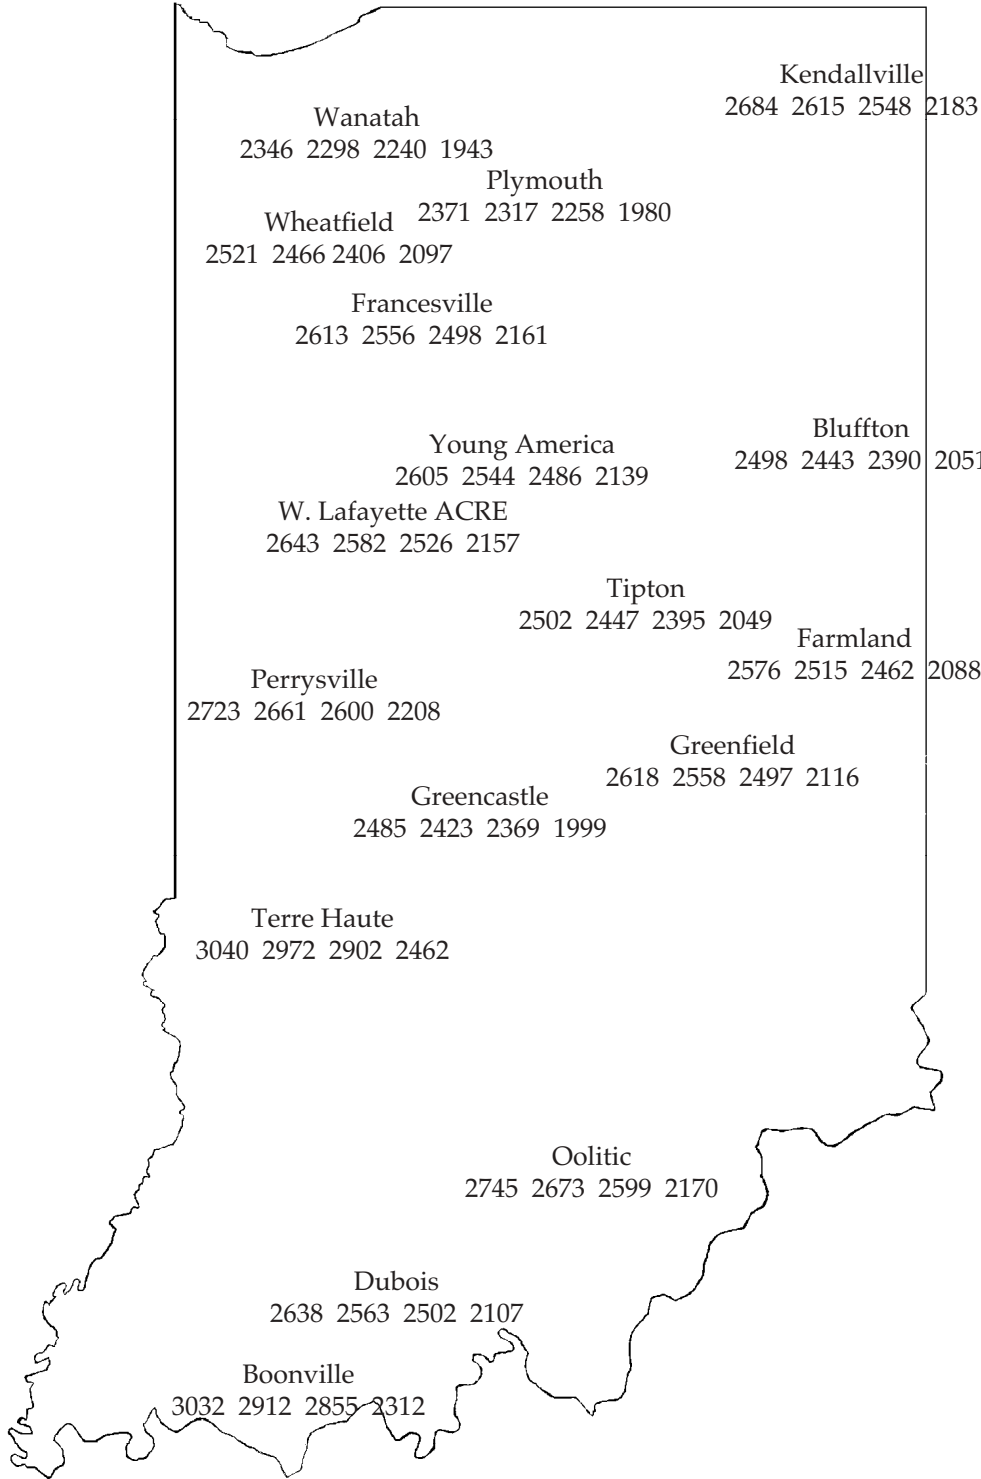 Kendallville
2684 2615 2548 2183
Wanatah
2346 2298 2240 1943
Plymouth
2371 2317 2258 1980
Wheatfield
2521 2466 2406 2097
Francesville
2613 2556 2498 2161
Bluffton
2498 2443 2390 2051
Young America
2605 2544 2486 2139
W. Lafayette ACRE
2643 2582 2526 2157
Tipton
2502 2447 2395 2049
Farmland
2576 2515 2462 2088
Perrysville
2723 2661 2600 2208
Greenfield
2618 2558 2497 2116
Greencastle
2485 2423 2369 1999
Terre Haute
3040 2972 2902 2462
Oolitic
2745 2673 2599 2170
Dubois
2638 2563 2502 2107
Boonville
3032 2912 2855 2312